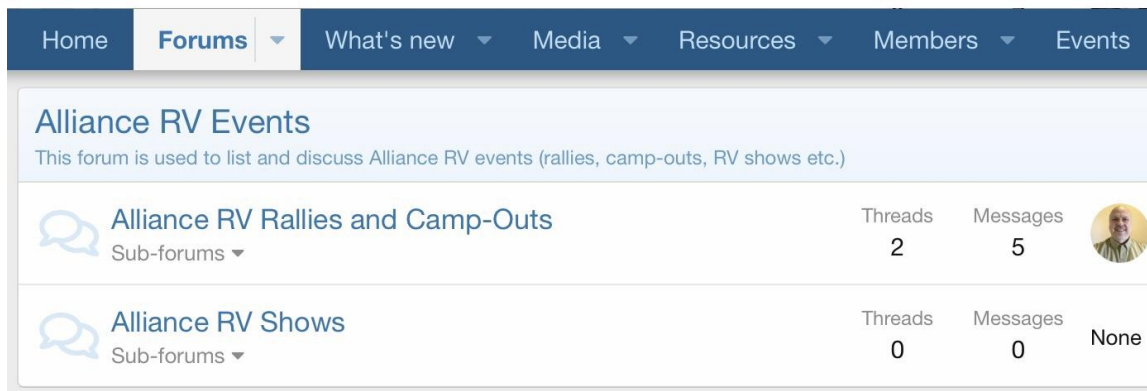 Home Forums What's new Media Resources Members Events
Alliance RV Events
This forum is used to list and discuss Alliance RV events (rallies, camp-outs, RV shows etc.)
Alliance RV Rallies and Camp-Outs
Sub-forums
Threads Messages
2 5
Alliance RV Shows
Sub-forums
Threads Messages
0 0
None